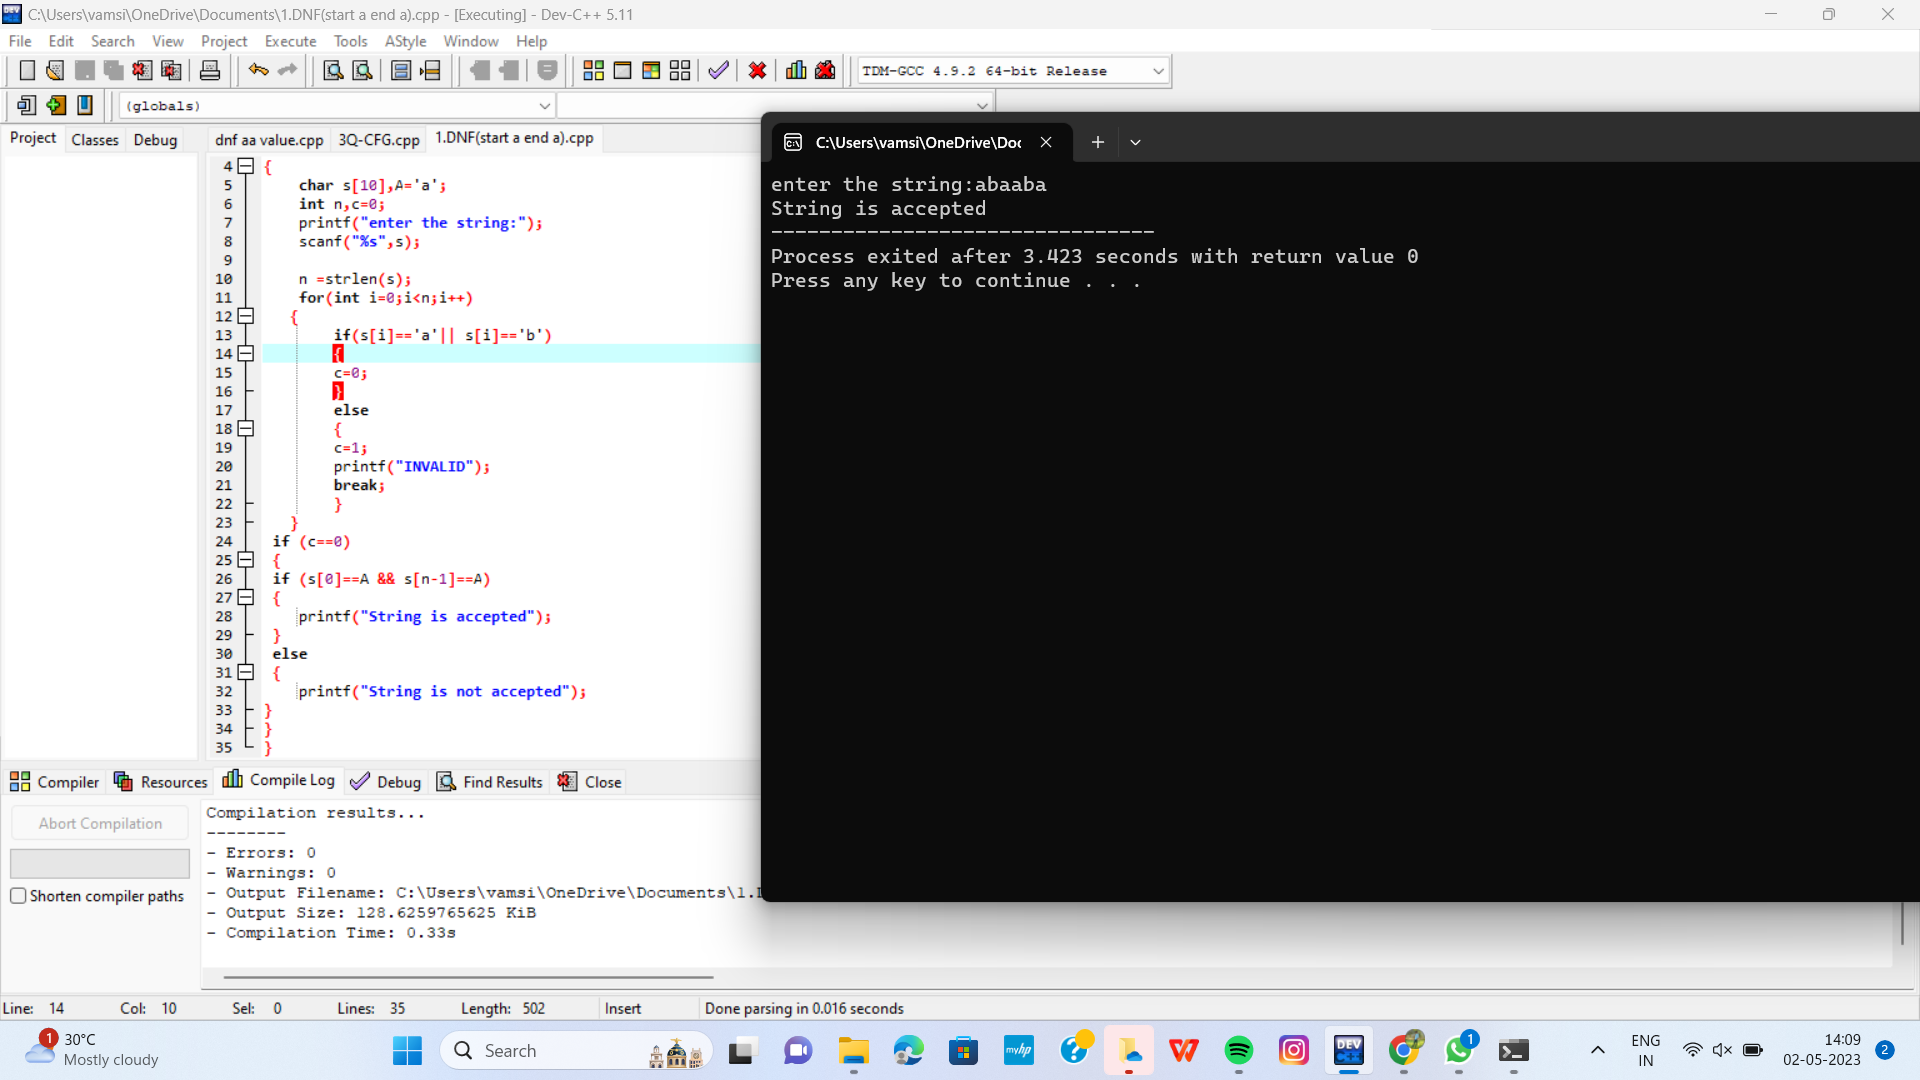 C:\Users\vamsi\OneDrive\Documents\1.DNF(start a end a).cpp - [Executing] - Dev-C++ 5.11
File Edit Search View Project Execute Tools AStyle Window Help
TDM-GCC 4.9.2 64-bit Release
(globals)
Project Classes Debug
dnf aa value.cpp 3Q-CFG.cpp 1.DNF(start a end a).cpp
4 {
5 char s[10],A='a';
6 int n,c=0;
7 printf("enter the string:");
8 scanf("%s",s);
9
10 n =strlen(s);
11 for(int i=0;i<n;i++)
12 {
13 if(s[i]=='a'|| s[i]=='b')
14 {
15 c=0;
16 }
17 else
18 {
19 c=1;
20 printf("INVALID");
21 break;
22 }
23 }
24 if (c==0)
25 {
26 if (s[0]==A && s[n-1]==A)
27 {
28 printf("String is accepted");
29 }
30 else
31 {
32 printf("String is not accepted");
33 }
34 }
35 }
C:\Users\vamsi\OneDrive\Doc
enter the string:abaaba
String is accepted
--------------------------------
Process exited after 3.423 seconds with return value 0
Press any key to continue . . .
Compiler Resources Compile Log Debug Find Results Close
Abort Compilation
Shorten compiler paths
Compilation results...
--------
- Errors: 0
- Warnings: 0
- Output Filename: C:\Users\vamsi\OneDrive\Documents\1.
- Output Size: 128.6259765625 KiB
- Compilation Time: 0.33s
Line: 14 Col: 10 Sel: 0 Lines: 35 Length: 502 Insert Done parsing in 0.016 seconds
1
30°C
Mostly cloudy
Search
myhp
DEV
C++
1
ENG
IN
14:09
02-05-2023
2